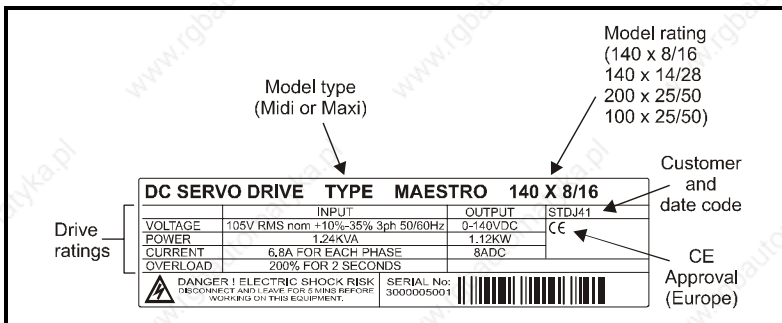 Model rating
(140 x 8/16
140 x 14/28
200 x 25/50
100 x 25/50)
Model type
(Midi or Maxi)
Customer
and
date code
DC SERVO DRIVE TYPE MAESTRO 140 X 8/16
INPUT OUTPUT STDJ41
VOLTAGE 105V RMS nom +10%-35% 3ph 50/60Hz 0-140VDC CE
POWER 1.24KVA 1.12KW
CURRENT 6.8A FOR EACH PHASE 8ADC
OVERLOAD 200% FOR 2 SECONDS
Drive
ratings
CE
Approval
(Europe)
DANGER ! ELECTRIC SHOCK RISK
DISCONNECT AND LEAVE FOR 5 MINS BEFORE
WORKING ON THIS EQUIPMENT.
SERIAL No:
3000005001